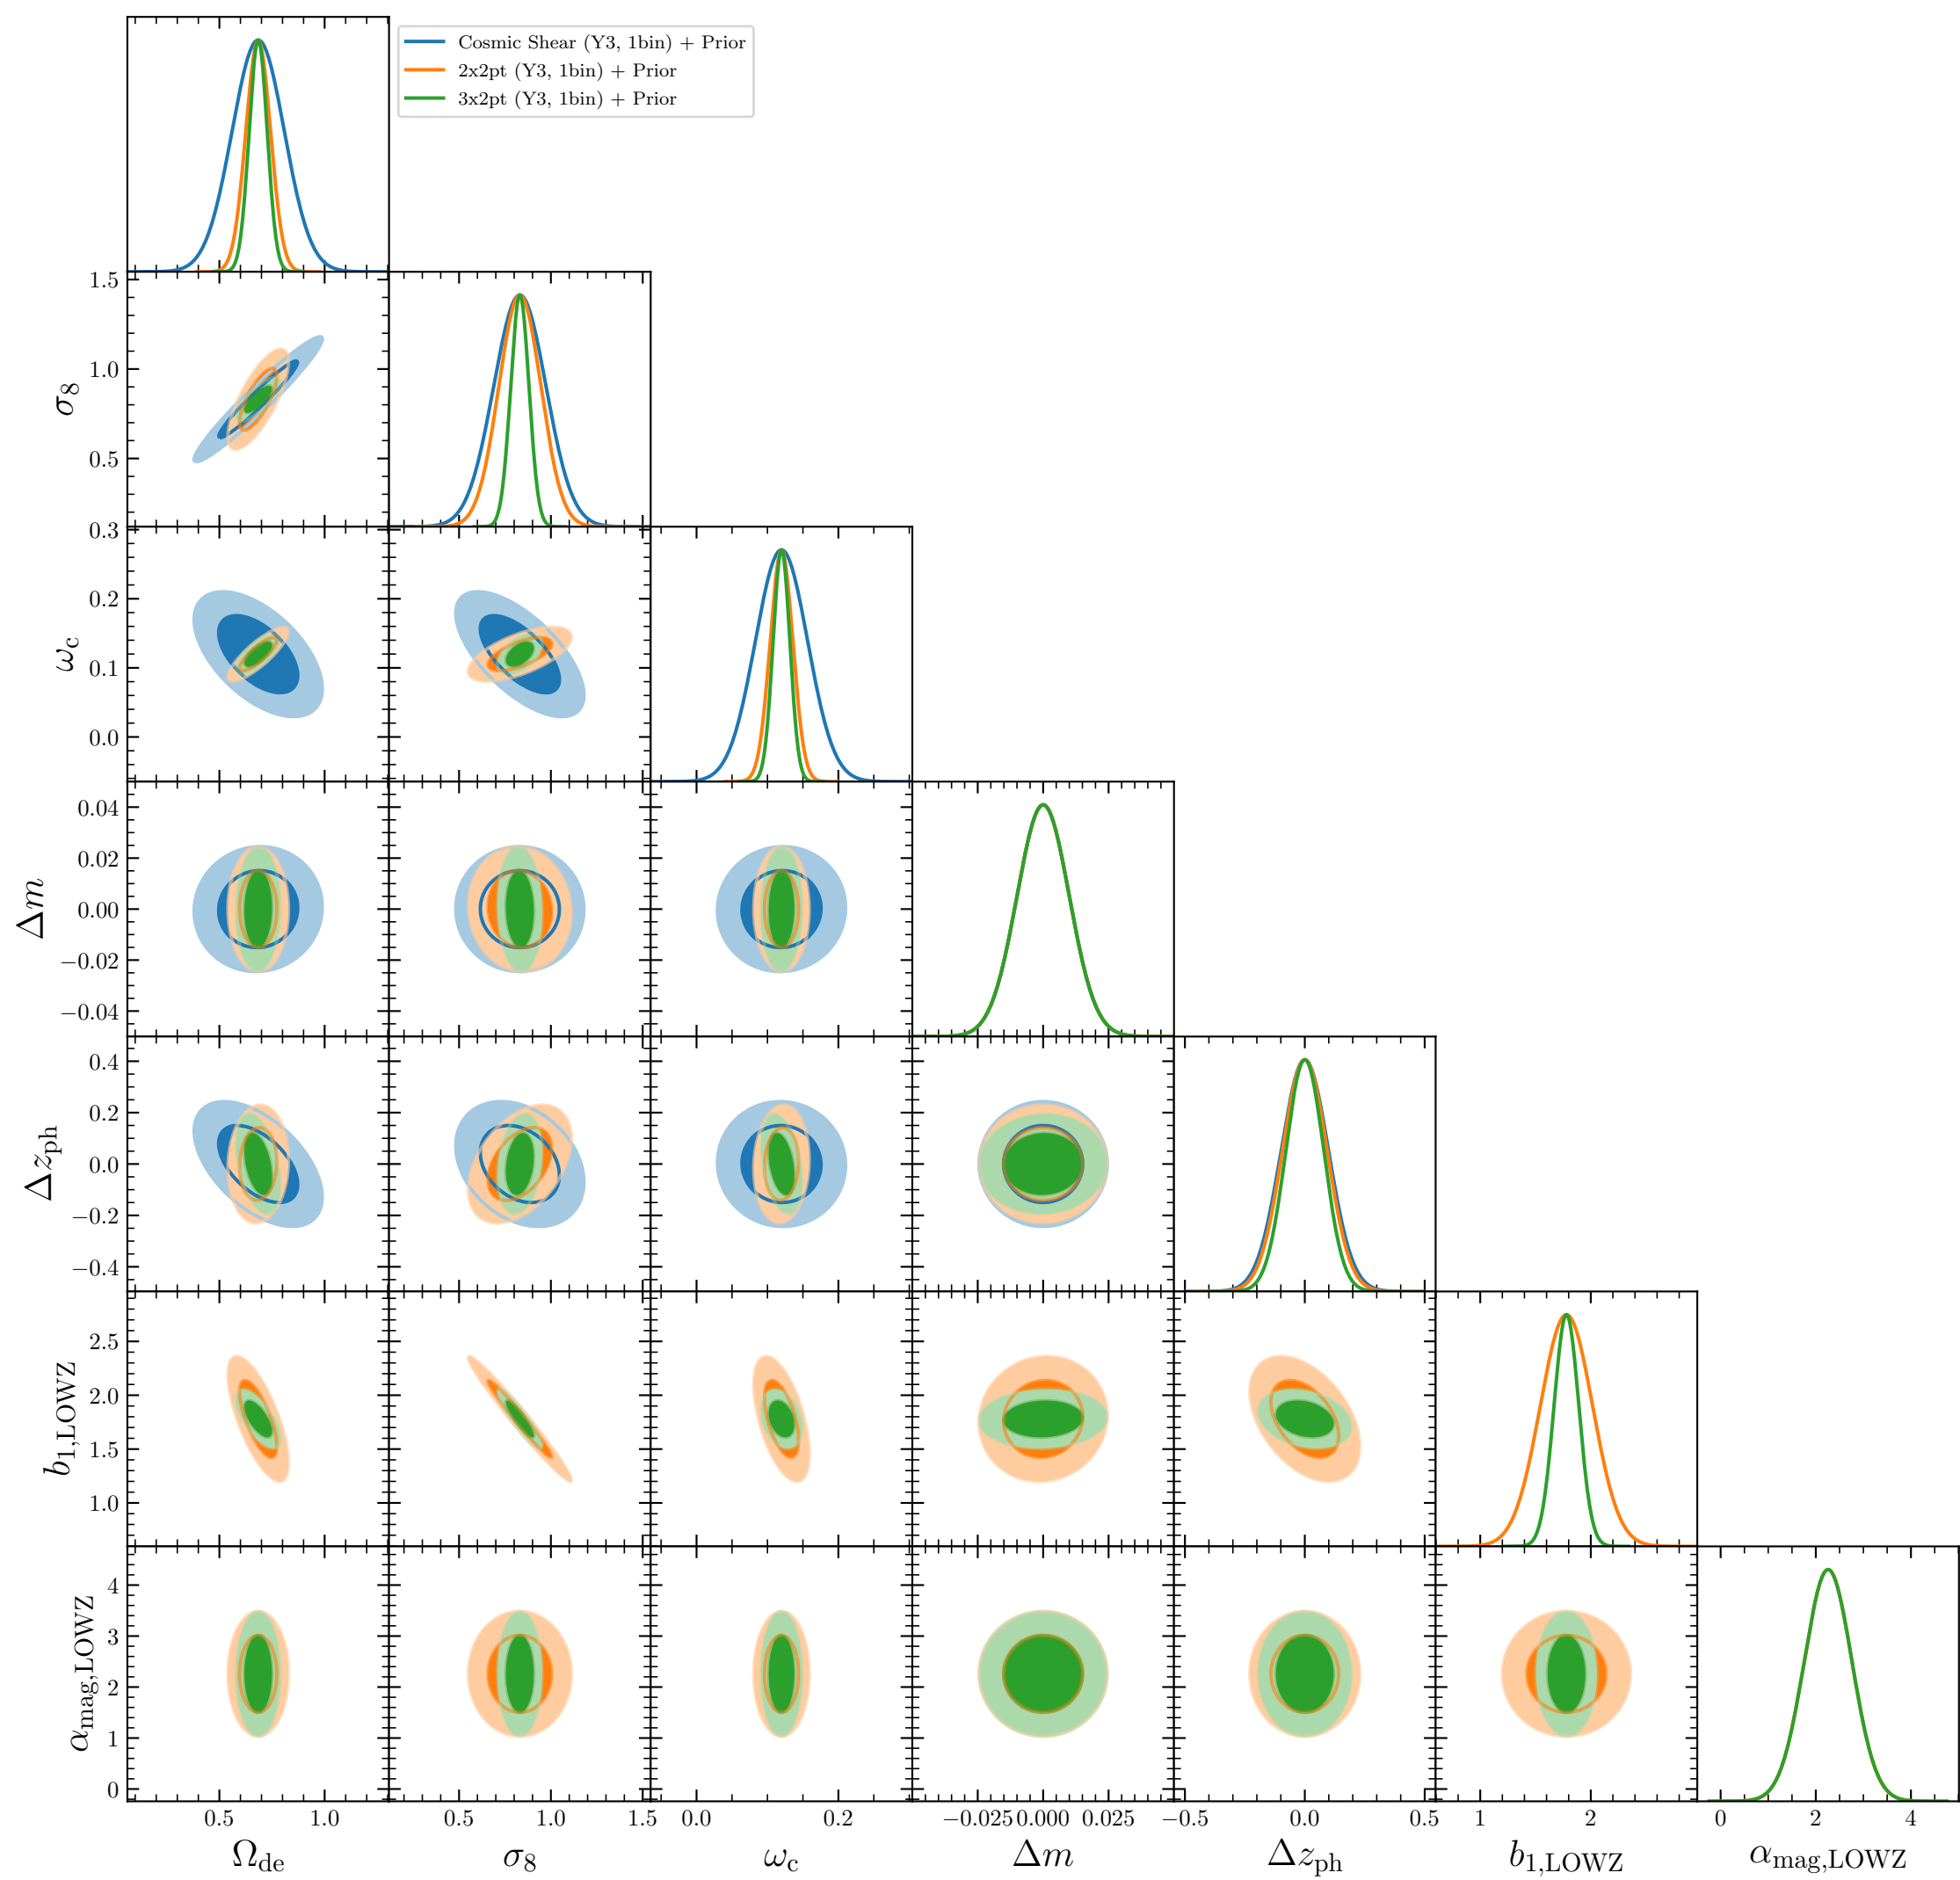 Cosmic Shear (Y3, 1bin) + Prior
2x2pt (Y3, 1bin) + Prior
3x2pt (Y3, 1bin) + Prior
1.5
1.0
0.5
σ8
0.3
0.2
0.1
0.0
ωc
0.04
0.02
0.00
−0.02
−0.04
Δm
0.4
0.2
0.0
−0.2
−0.4
Δzph
2.5
2.0
1.5
1.0
b1,LOWZ
4
3
2
1
0
αmag,LOWZ
0.5 1.0 0.5 1.0 1.5 0.0 0.2 −0.025 0.000 0.025 −0.5 0.0 0.5 1 2 0 2 4
Ωde σ8 ωc Δm Δzph b1,LOWZ αmag,LOWZ